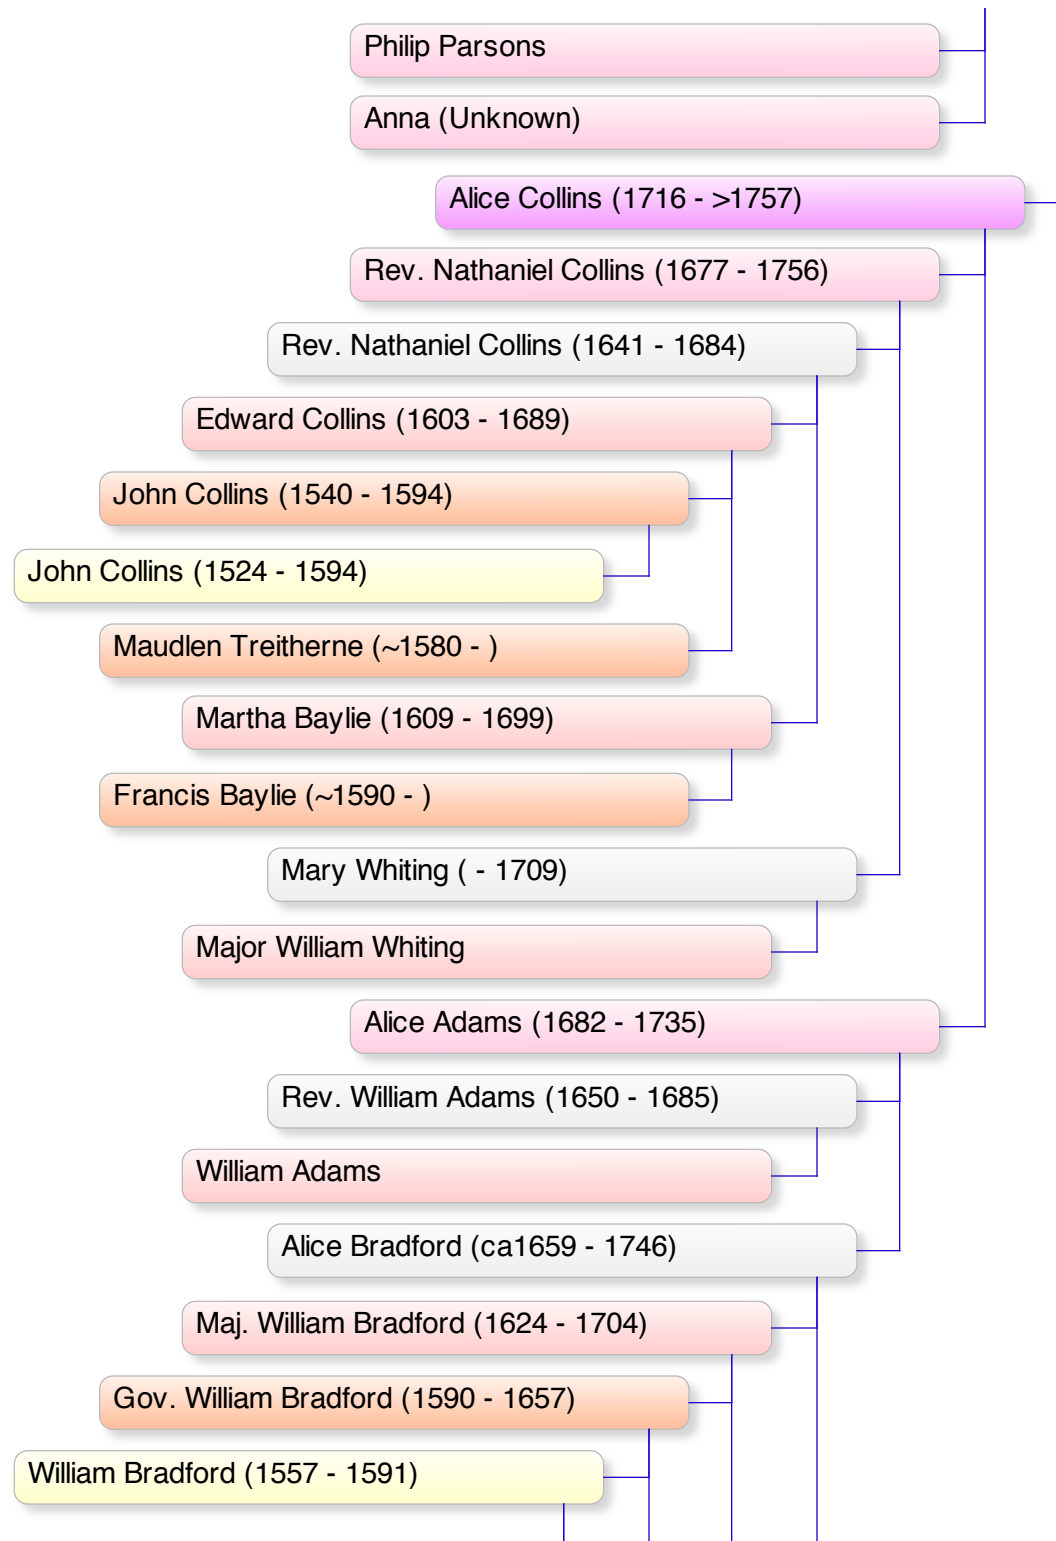 Philip Parsons
Anna (Unknown)
Alice Collins (1716 - >1757)
Rev. Nathaniel Collins (1677 - 1756)
Rev. Nathaniel Collins (1641 - 1684)
Edward Collins (1603 - 1689)
John Collins (1540 - 1594)
John Collins (1524 - 1594)
Maudlen Treitherne (~1580 - )
Martha Baylie (1609 - 1699)
Francis Baylie (~1590 - )
Mary Whiting ( - 1709)
Major William Whiting
Alice Adams (1682 - 1735)
Rev. William Adams (1650 - 1685)
William Adams
Alice Bradford (ca1659 - 1746)
Maj. William Bradford (1624 - 1704)
Gov. William Bradford (1590 - 1657)
William Bradford (1557 - 1591)